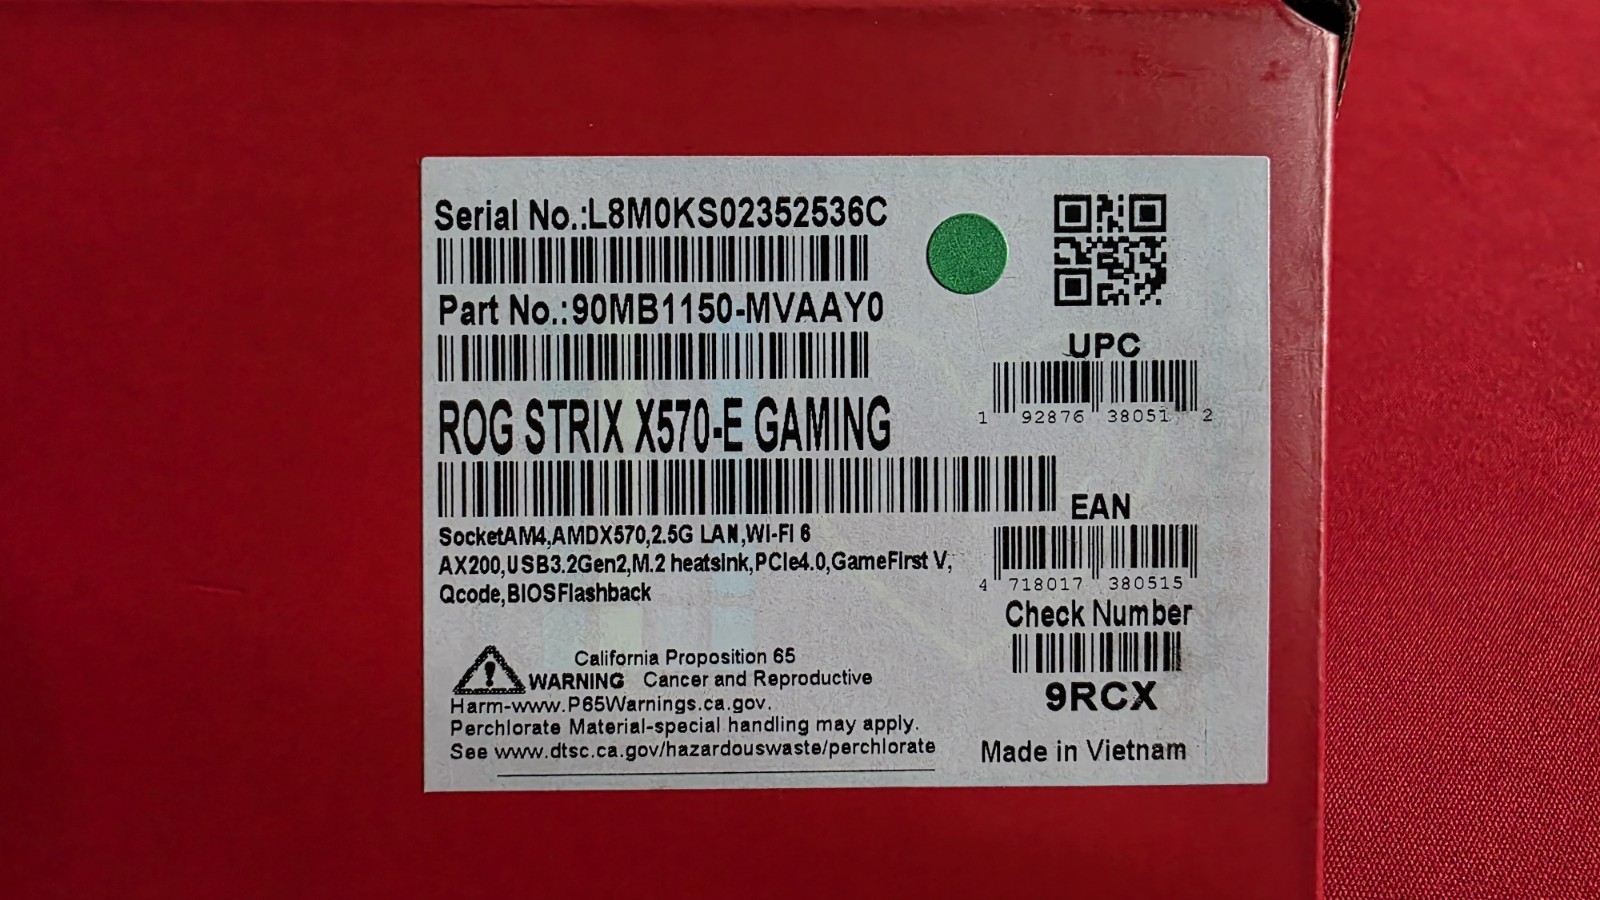 Serial No.:L8M0KS02352536C
Part No.:90MB1150-MVAAY0
UPC
1 92876 38051 2
ROG STRIX X570-E GAMING
EAN
4 718017 380515
SocketAM4,AMDX570,2.5G LAN,WI-FI 6
AX200,USB3.2Gen2,M.2 heatsink,PCIe4.0,GameFirst V,
Qcode,BIOSFlashback
Check Number
9RCX
California Proposition 65
WARNING Cancer and Reproductive
Harm-www.P65Warnings.ca.gov.
Perchlorate Material-special handling may apply.
See www.dtsc.ca.gov/hazardouswaste/perchlorate
Made in Vietnam